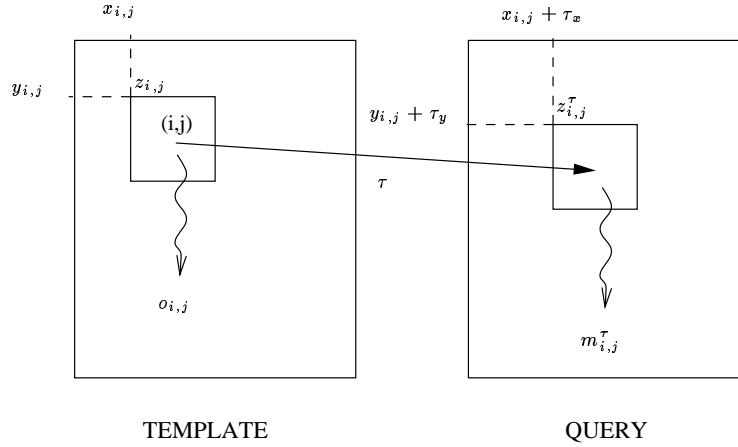 x_{i,j}
x_{i,j} + τ_x
y_{i,j}
z_{i,j}
y_{i,j} + τ_y
z^τ_{i,j}
(i,j)
τ
o_{i,j}
m^τ_{i,j}
TEMPLATE
QUERY